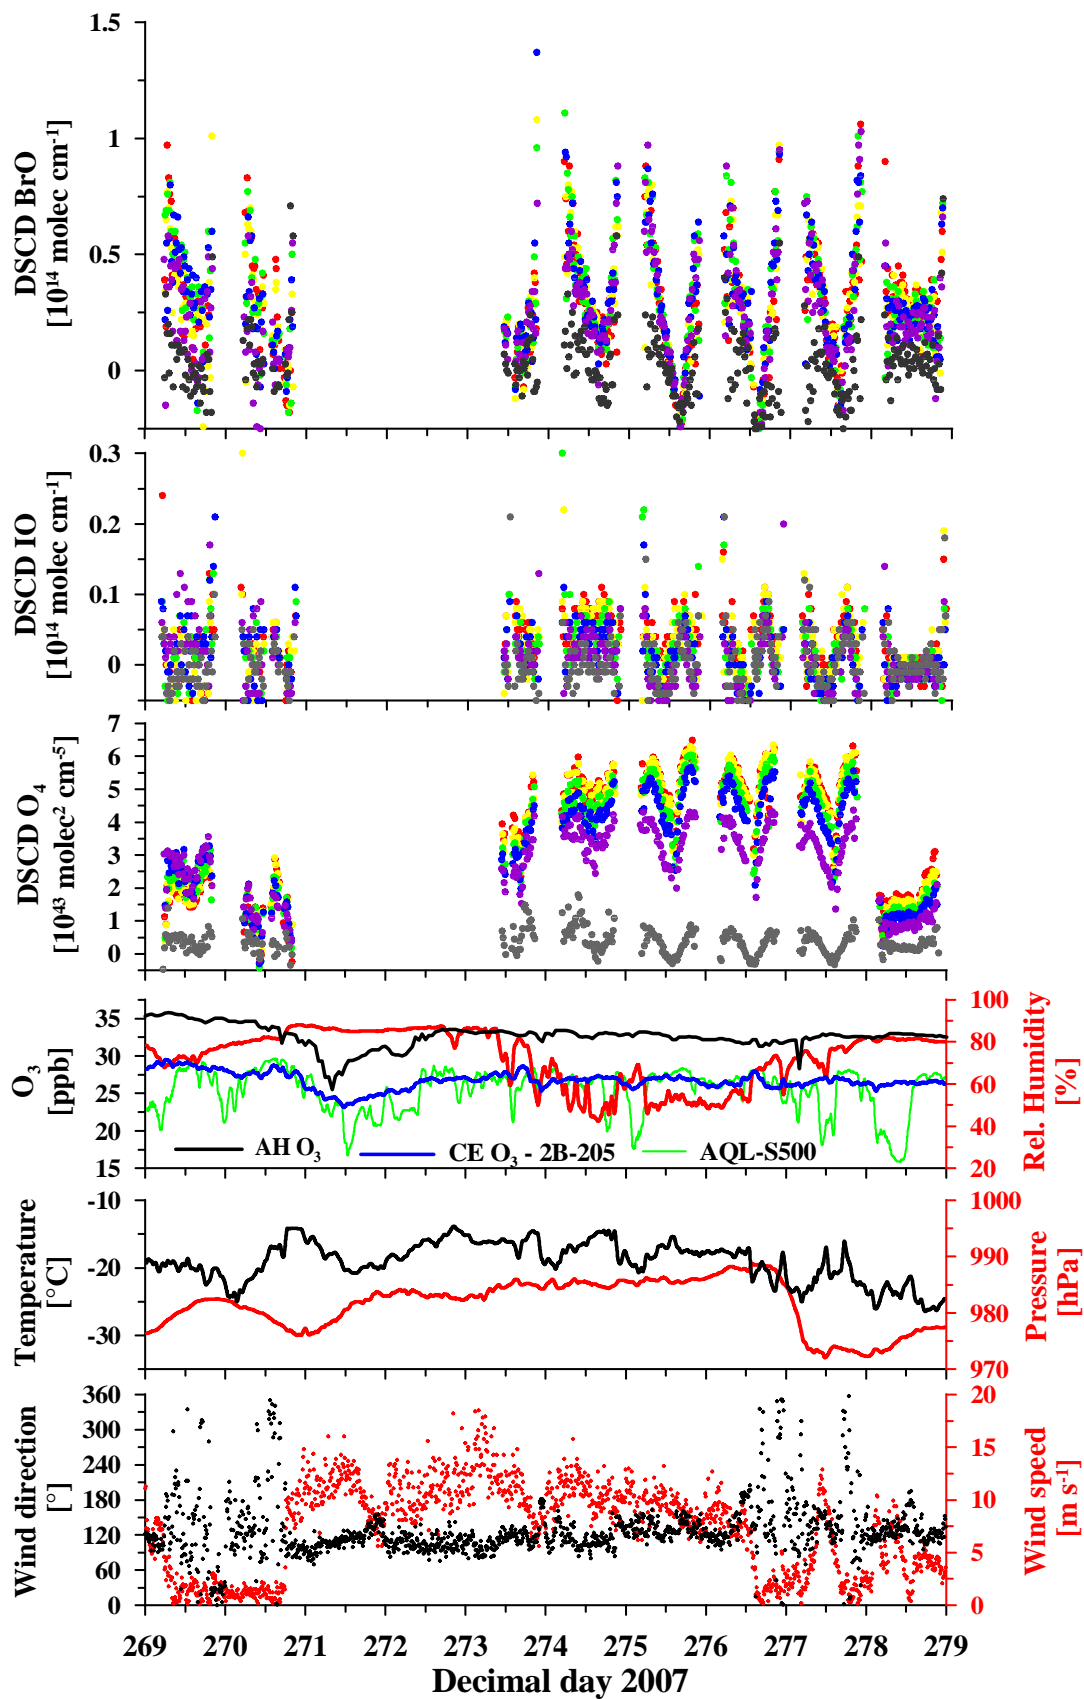 1.5
1
0.5
0
DSCD BrO
[10¹⁴ molec cm⁻¹]
0.3
0.2
0.1
0
DSCD IO
[10¹⁴ molec cm⁻¹]
7
6
5
4
3
2
1
0
DSCD O₄
[10⁴³ molec² cm⁻⁵]
35
30
25
20
15
O₃
[ppb]
100
80
60
40
20
Rel. Humidity
[%]
AH O₃ CE O₃ - 2B-205 AQL-S500
-10
-20
-30
Temperature
[°C]
1000
990
980
970
Pressure
[hPa]
360
300
240
180
120
60
0
Wind direction
[°]
20
15
10
5
0
Wind speed
[m s⁻¹]
269 270 271 272 273 274 275 276 277 278 279
Decimal day 2007